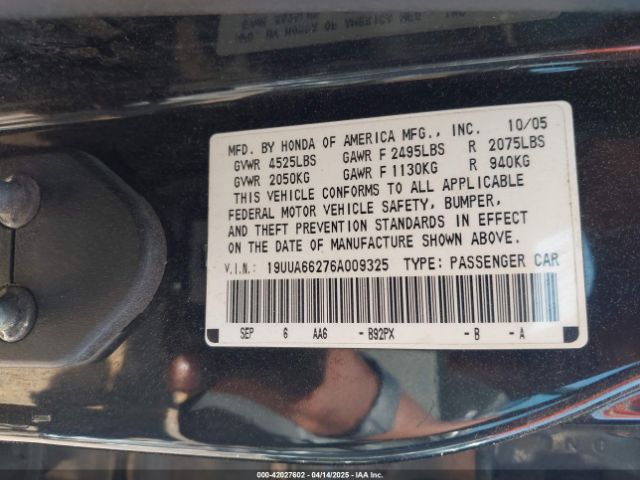 MFD. BY HONDA OF AMERICA MFG., INC. 10/05
GVWR 4525LBS GAWR F 2495LBS R 2075LBS
GVWR 2050KG GAWR F 1130KG R 940KG
THIS VEHICLE CONFORMS TO ALL APPLICABLE
FEDERAL MOTOR VEHICLE SAFETY, BUMPER,
AND THEFT PREVENTION STANDARDS IN EFFECT
ON THE DATE OF MANUFACTURE SHOWN ABOVE.
V.I.N.: 19UUA66276A009325 TYPE: PASSENGER CAR
SEP 6 AA6 - B92PX - B - A
000-42027602 - 04/14/2025 - IAA Inc.